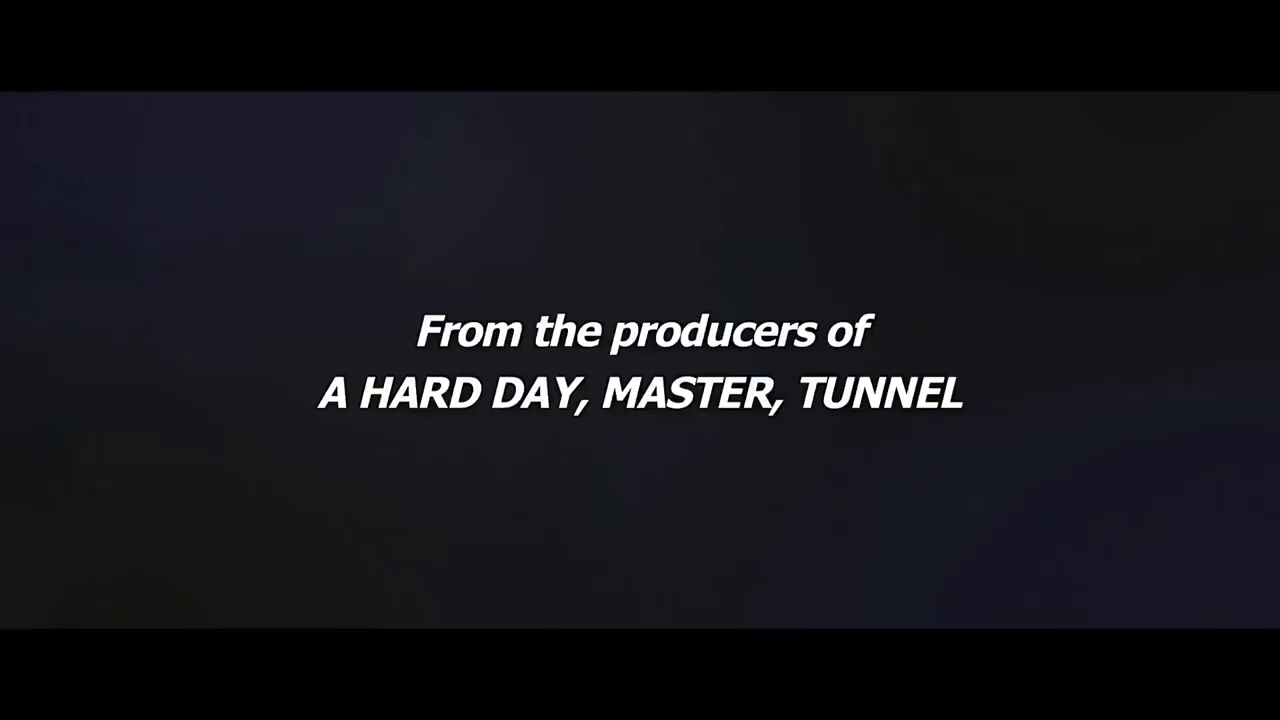 From the producers of
A HARD DAY, MASTER, TUNNEL